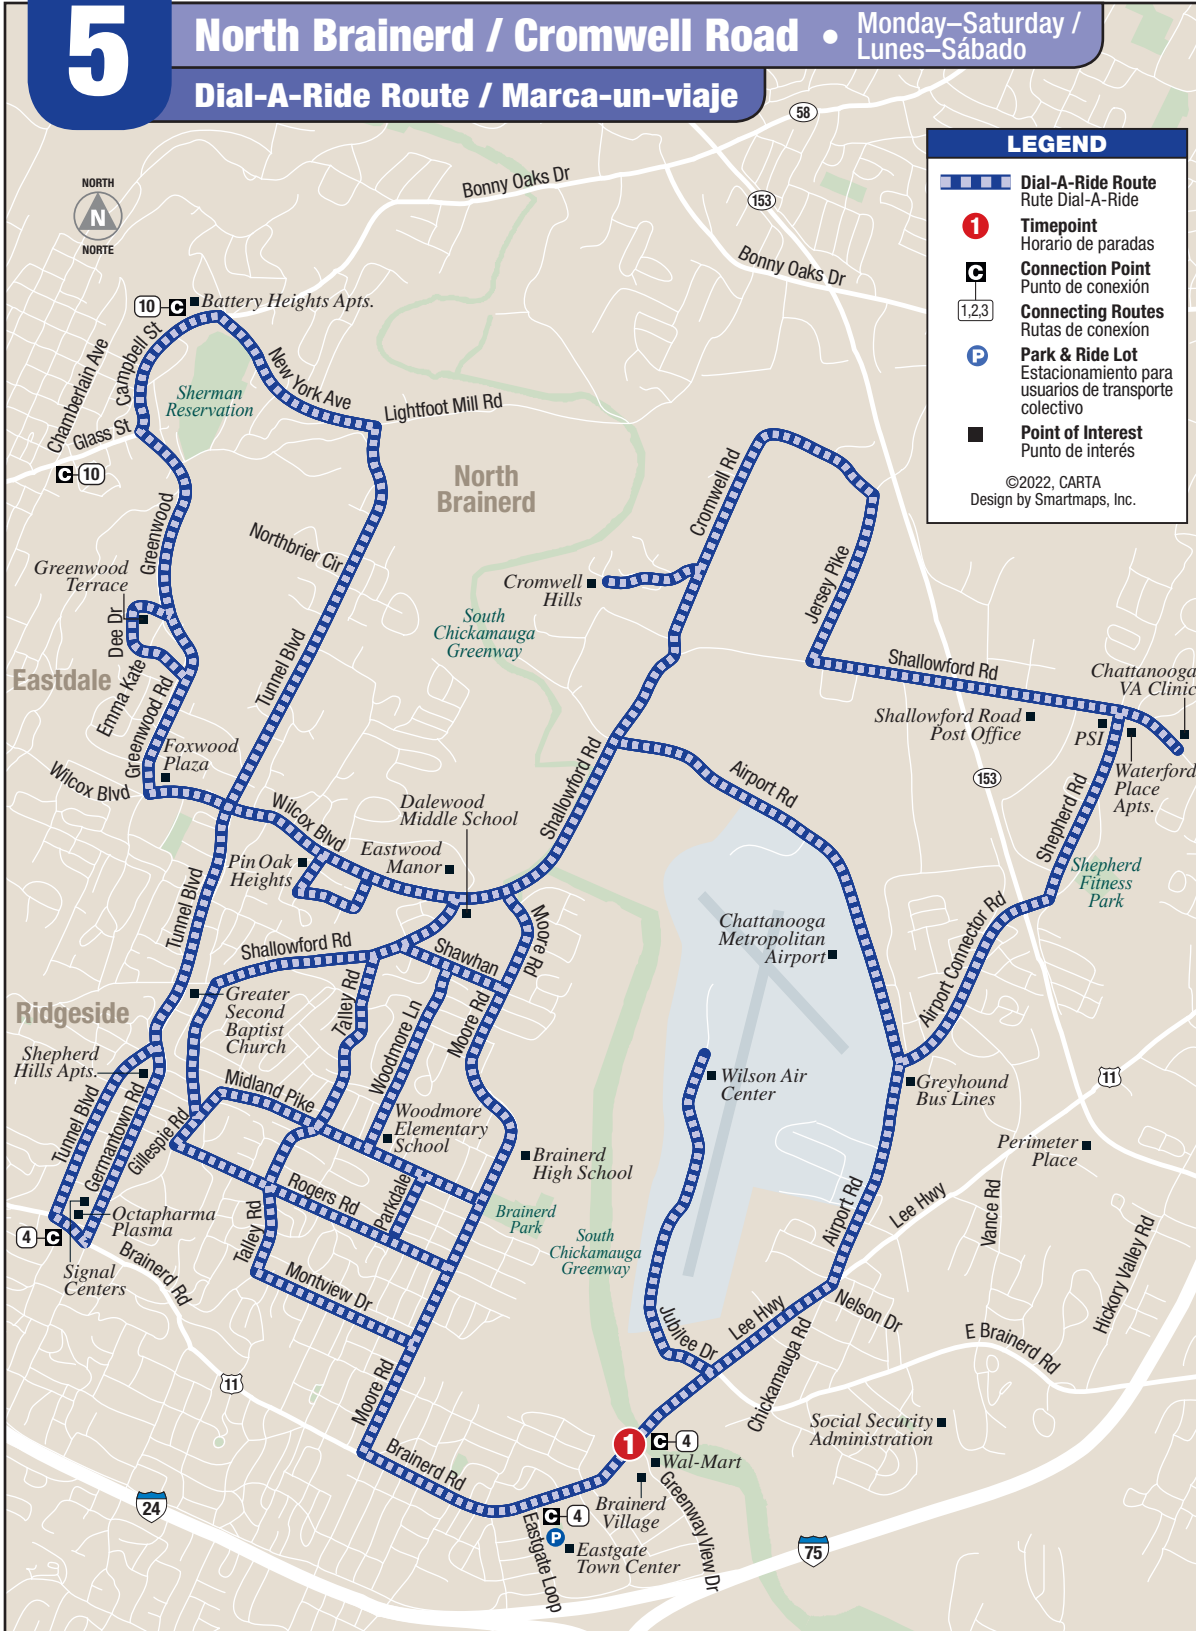 5
North Brainerd / Cromwell Road • Monday–Saturday /
Lunes–Sábado
Dial-A-Ride Route / Marca-un-viaje
58
LEGEND
Dial-A-Ride Route
Rute Dial-A-Ride
1
Timepoint
Horario de paradas
C
Connection Point
Punto de conexión
1,2,3
Connecting Routes
Rutas de conexíon
P
Park & Ride Lot
Estacionamiento para
usuarios de transporte
colectivo
Point of Interest
Punto de interés
©2022, CARTA
Design by Smartmaps, Inc.
NORTH
N
NORTE
Bonny Oaks Dr
153
Bonny Oaks Dr
10
C
Battery Heights Apts.
Campbell St
Chamberlain Ave
New York Ave
Sherman
Reservation
Lightfoot Mill Rd
Glass St
C
10
North
Brainerd
Cromwell Rd
Greenwood
Northbrier Cir
Greenwood
Terrace
Cromwell
Hills
Jersey Pike
Dee Dr
South
Chickamauga
Greenway
Tunnel Blvd
Shallowford Rd
Chattanooga
VA Clinic
Eastdale
Emma Kate
Greenwood Rd
Shallowford Road
Post Office
PSI
Foxwood
Plaza
Wilcox Blvd
Shallowford Rd
Airport Rd
153
Waterford
Place
Apts.
Wilcox Blvd
Dalewood
Middle School
Shepherd Rd
Pin Oak
Heights
Eastwood
Manor
Shepherd
Fitness
Park
Tunnel Blvd
Moore Rd
Chattanooga
Metropolitan
Airport
Airport Connector Rd
Shallowford Rd
Shawhan
Greater
Second
Baptist
Church
Talley Rd
Woodmore Ln
Moore Rd
Ridgeside
Shepherd
Hills Apts.
Midland Pike
Wilson Air
Center
Greyhound
Bus Lines
11
Tunnel Blvd
Germantown Rd
Gillespie Rd
Woodmore
Elementary
School
Brainerd
High School
Perimeter
Place
Octapharma
Plasma
Rogers Rd
Parkdale
Brainerd
Park
Airport Rd
Lee Hwy
Vance Rd
4
C
Talley Rd
South
Chickamauga
Greenway
Hickory Valley Rd
Signal
Centers
Brainerd Rd
Montview Dr
Jubilee Dr
Lee Hwy
Nelson Dr
E Brainerd Rd
Chickamauga Rd
11
Moore Rd
Social Security
Administration
1
C
4
Wal-Mart
Brainerd Rd
Brainerd
Village
Greenway View Dr
24
C
4
P
Eastgate
Town Center
Eastgate Loop
75